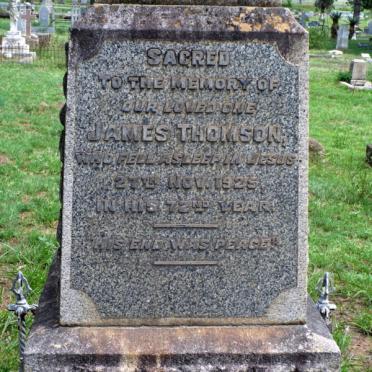 SACRED
TO THE MEMORY OF
OUR LOVED ONE
JAMES THOMSON,
WHO FELL ASLEEP IN JESUS
27TH NOV. 1925,
IN HIS 72ND YEAR.
"HIS END WAS PEACE"